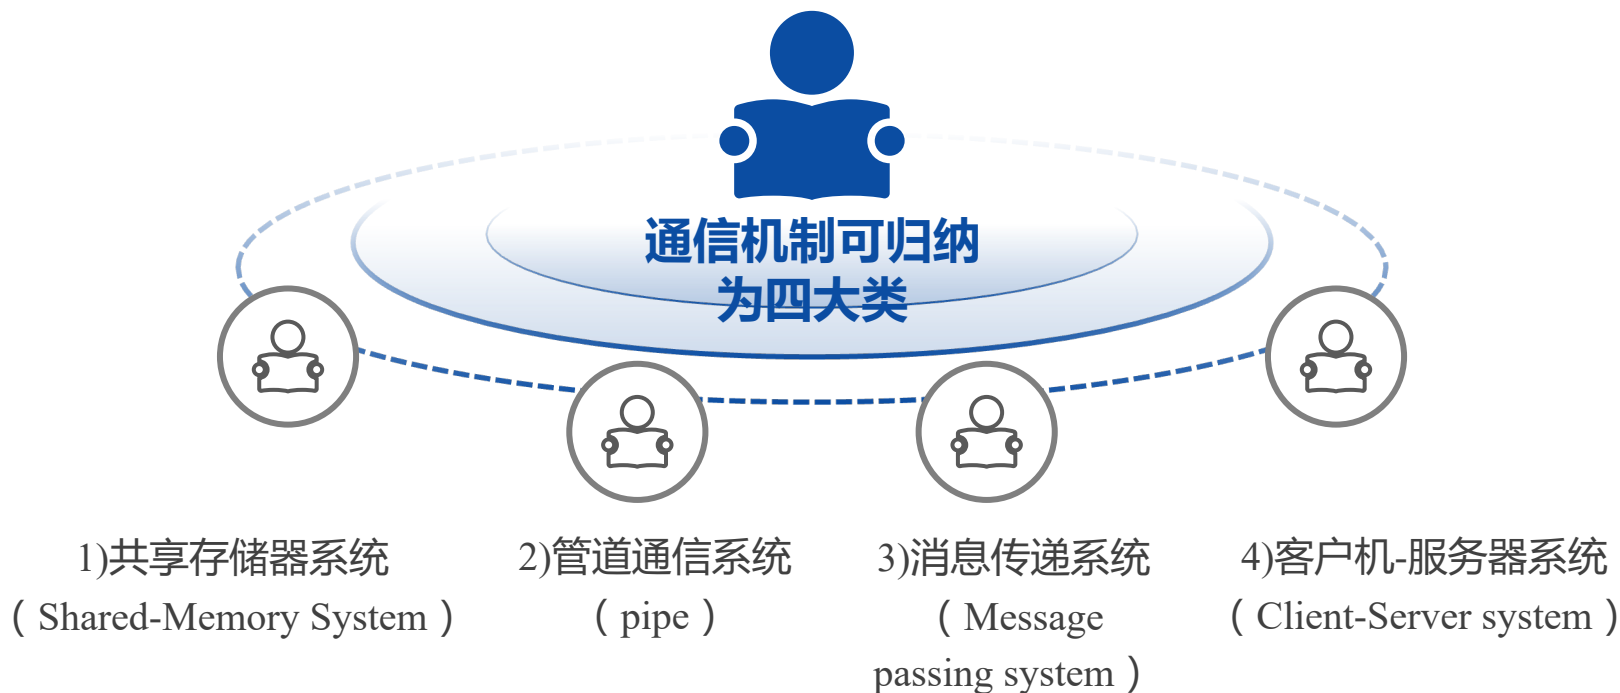 通信机制可归纳
为四大类
1)共享存储器系统
（Shared-Memory System）
2)管道通信系统
（pipe）
3)消息传递系统
（Message
passing system）
4)客户机-服务器系统
（Client-Server system）